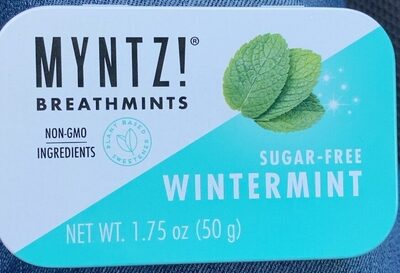 MYNTZ!®
BREATHMINTS
NON-GMO
INGREDIENTS
PLANT BASED
SWEETENER
SUGAR-FREE
WINTERMINT
NET WT. 1.75 oz (50 g)